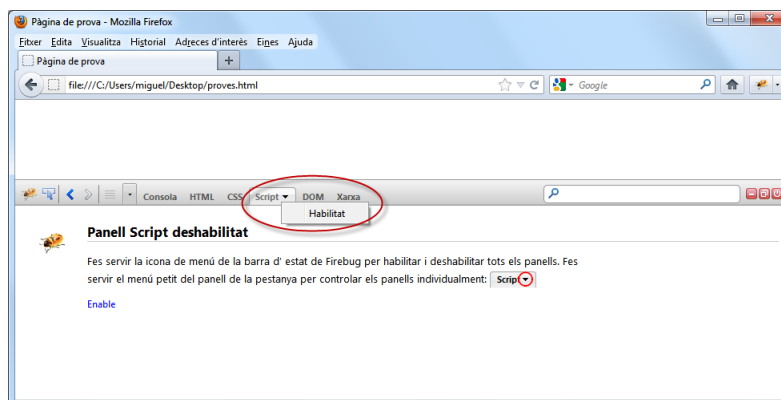 Pàgina de prova - Mozilla Firefox
Fitxer Edita Visualitza Historial Adreces d'interès Eines Ajuda
Pàgina de prova
file:///C:/Users/miguel/Desktop/proves.html Google
Consola HTML CSS Script DOM Xarxa
Habilitat
Panell Script deshabilitat
Fes servir la icona de menú de la barra d' estat de Firebug per habilitar i deshabilitar tots els panells. Fes
servir el menú petit del panell de la pestanya per controlar els panells individualment: Script
Enable